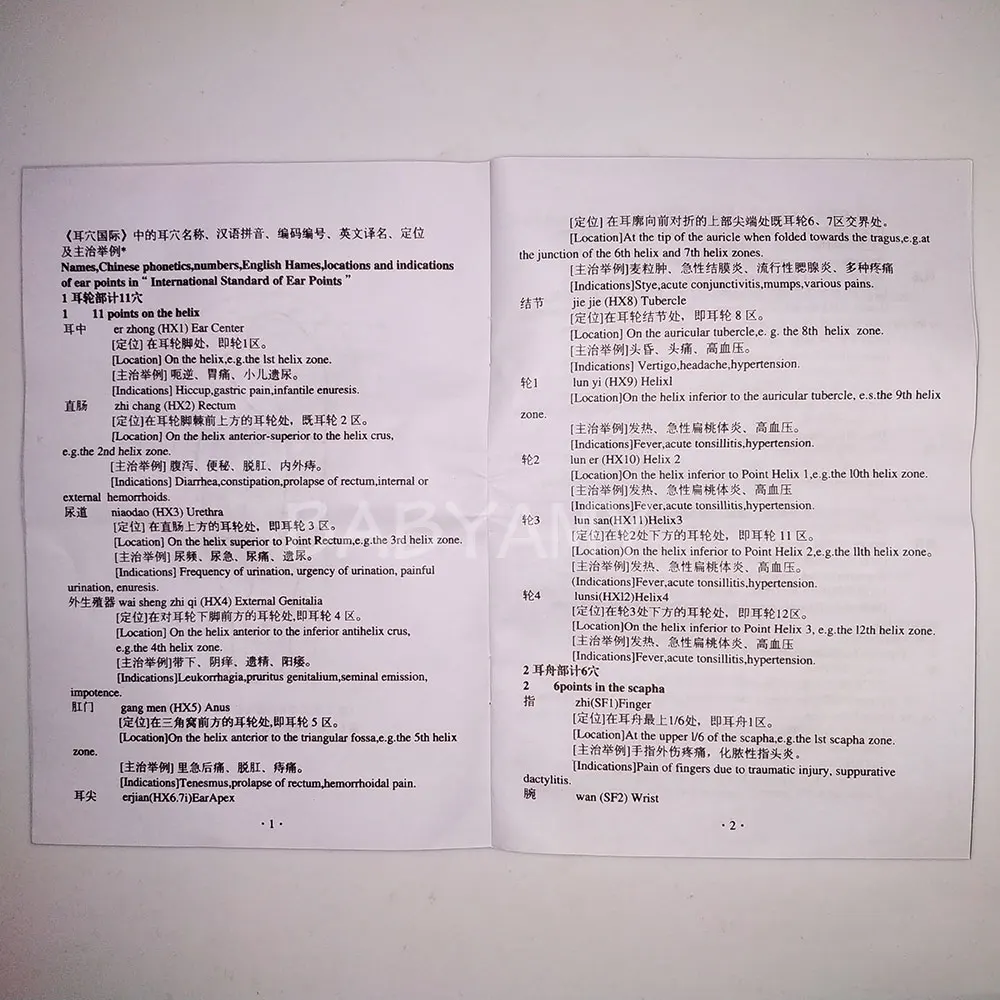 《耳穴国际》中的耳穴名称、汉语拼音、编码编号、英文译名、定位
及主治举例*
Names,Chinese phonetics,numbers,English Hames,locations and indications
of ear points in “ International Standard of Ear Points ”
1 耳轮部计11穴
1 11 points on the helix
耳中 er zhong (HX1) Ear Center
[定位] 在耳轮脚处，即轮1区。
[Location] On the helix,e.g.the lst helix zone.
[主治举例] 呃逆、胃痛、小儿遗尿。
[Indications] Hiccup,gastric pain,infantile enuresis.
直肠 zhi chang (HX2) Rectum
[定位]在耳轮脚棘前上方的耳轮处，既耳轮 2 区。
[Location] On the helix anterior-superior to the helix crus,
e.g.the 2nd helix zone.
[主治举例] 腹泻、便秘、脱肛、内外痔。
[Indications] Diarrhea,constipation,prolapse of rectum,internal or
external hemorrhoids.
尿道 niaodao (HX3) Urethra
[定位] 在直肠上方的耳轮处，即耳轮 3 区。
[Location] On the helix superior to Point Rectum,e.g.the 3rd helix zone.
[主治举例] 尿频、尿急、尿痛、遗尿。
[Indications] Frequency of urination, urgency of urination, painful
urination, enuresis.
外生殖器 wai sheng zhi qi (HX4) External Genitalia
[定位]在对耳轮下脚前方的耳轮处,即耳轮 4 区。
[Location] On the helix anterior to the inferior antihelix crus,
e.g.the 4th helix zone.
[主治举例]带下、阴痒、遗精、阳痿。
[Indications]Leukorrhagia,pruritus genitalium,seminal emission,
impotence.
肛门 gang men (HX5) Anus
[定位]在三角窝前方的耳轮处,即耳轮 5 区。
[Location]On the helix anterior to the triangular fossa,e.g.the 5th helix
zone.
[主治举例] 里急后痛、脱肛、痔痛。
[Indications]Tenesmus,prolapse of rectum,hemorrhoidal pain.
耳尖 erjian(HX6.7i)EarApex
·1·
[定位] 在耳廓向前对折的上部尖端处既耳轮6、7区交界处。
[Location]At the tip of the auricle when folded towards the tragus,e.g.at
the junction of the 6th helix and 7th helix zones.
[主治举例]麦粒肿、急性结膜炎、流行性腮腺炎、多种疼痛
[Indications]Stye,acute conjunctivitis,mumps,various pains.
结节 jie jie (HX8) Tubercle
[定位]在耳轮结节处，即耳轮 8 区。
[Location] On the auricular tubercle,e. g. the 8th helix zone.
[主治举例]头昏、头痛、高血压。
[Indications] Vertigo,headache,hypertension.
轮1 lun yi (HX9) Helixl
[Location]On the helix inferior to the auricular tubercle, e.s.the 9th helix
zone.
[主治举例]发热、急性扁桃体炎、高血压。
[Indications]Fever,acute tonsillitis,hypertension.
轮2 lun er (HX10) Helix 2
[Location]On the helix inferior to Point Helix 1,e.g.the l0th helix zone.
[主治举例]发热、急性扁桃体炎、高血压
[Indications]Fever,acute tonsillitis,hypertension.
轮3 lun san(HX11)Helix3
[定位]在轮2处下方的耳轮处，即耳轮 11 区。
[Location)On the helix inferior to Point Helix 2,e.g.the llth helix zone。
[主治举例]发热、急性扁桃体炎、高血压。
(Indications]Fever,acute tonsillitis,hypertension.
轮4 lunsi(HXl2)Helix4
[定位]在轮3处下方的耳轮处，即耳轮12区。
[Location]On the helix inferior to Point Helix 3, e.g.the l2th helix zone.
[主治举例]发热、急性扁桃体炎、高血压
[Indications]Fever,acute tonsillitis,hypertension.
2 耳舟部计6穴
2 6points in the scapha
指 zhi(SF1)Finger
[定位]在耳舟最上1/6处，即耳舟1区。
[Location]At the upper l/6 of the scapha,e.g.the lst scapha zone.
[主治举例]手指外伤疼痛，化脓性指头炎。
[Indications]Pain of fingers due to traumatic injury, suppurative
dactylitis.
腕 wan (SF2) Wrist
·2·
BABYAN